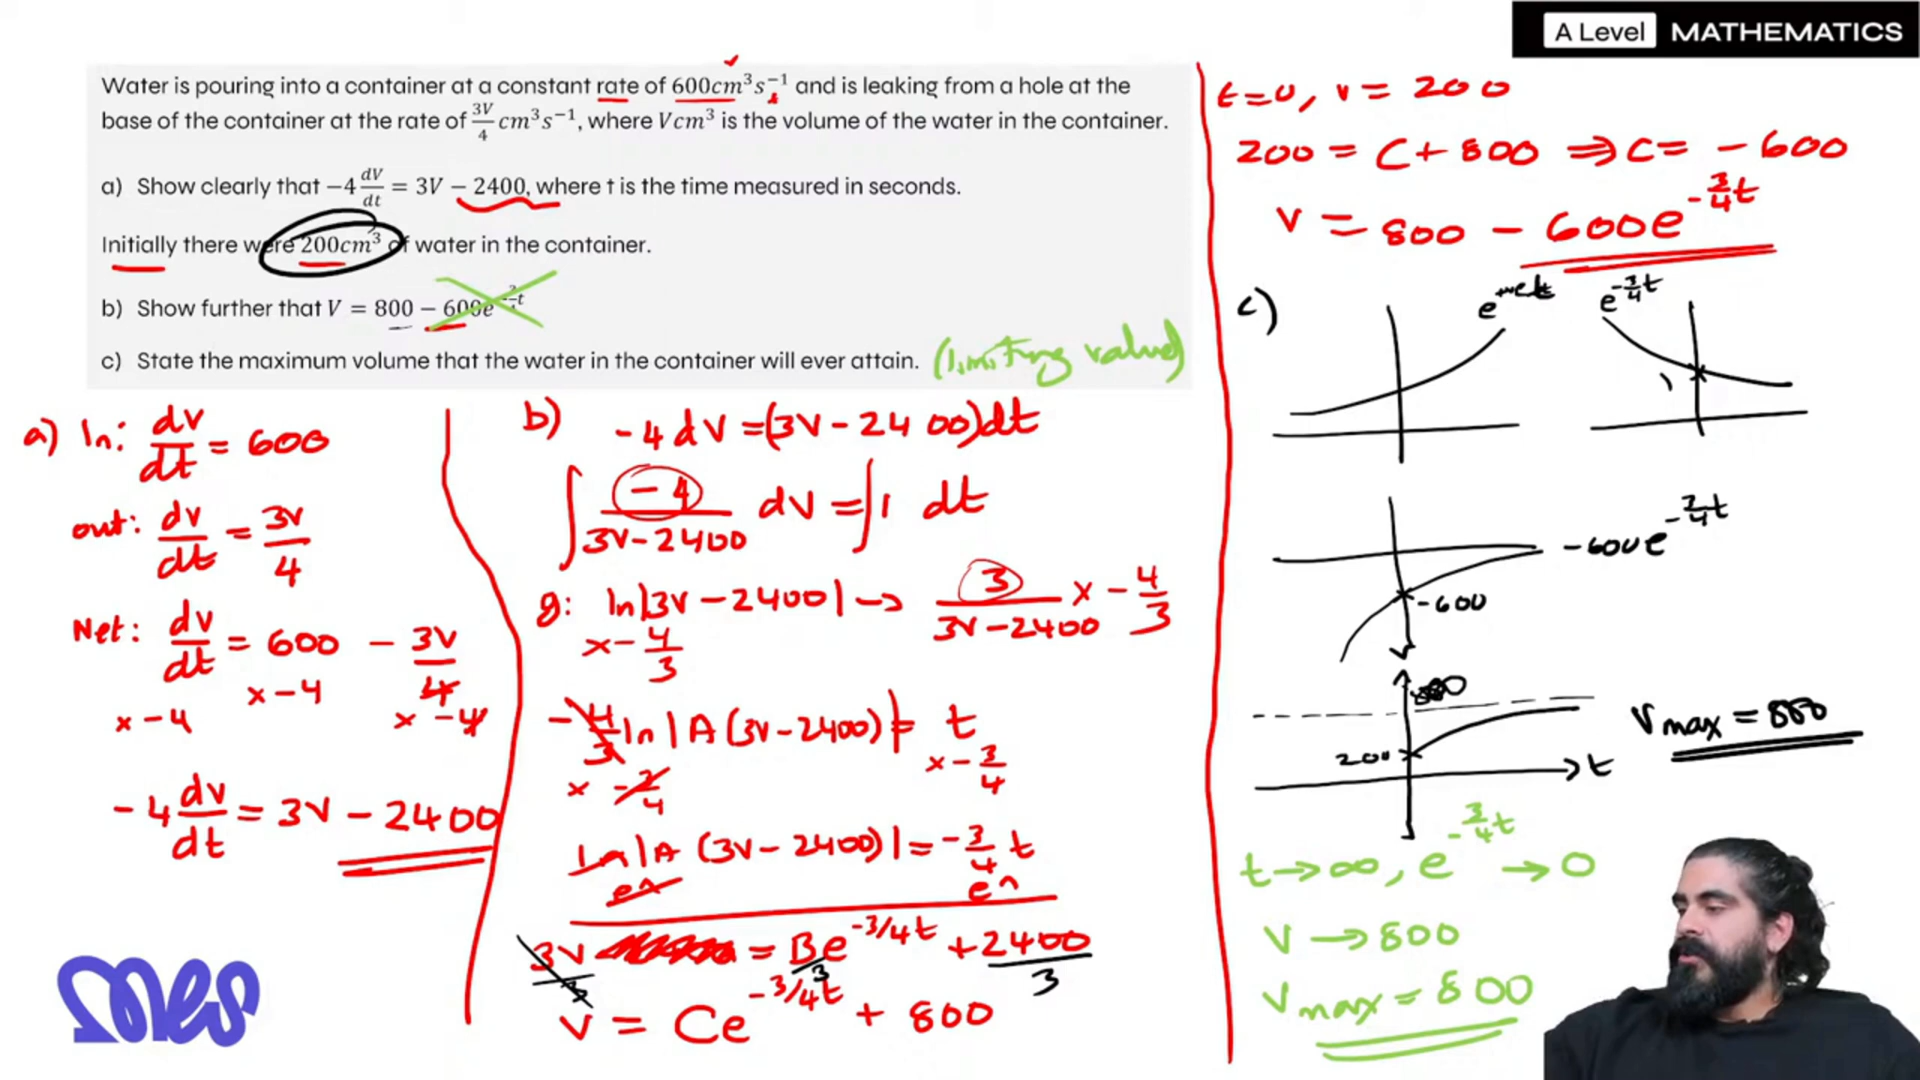 A Level MATHEMATICS
Water is pouring into a container at a constant rate of 600cm³s⁻¹ and is leaking from a hole at the
base of the container at the rate of 3V/4 cm³s⁻¹, where Vcm³ is the volume of the water in the container.
a) Show clearly that −4 dV/dt = 3V − 2400, where t is the time measured in seconds.
Initially there were 200cm³ of water in the container.
b) Show further that V = 800 − 600e t
c) State the maximum volume that the water in the container will ever attain. (limiting value)
a) In: dv/dt = 600
out: dv/dt = 3v/4
Net: dv/dt = 600 − 3v/4
x−4 x−4 x−4
−4 dv/dt = 3v − 2400
b) −4dV = (3V − 2400)dt
∫ −4/(3V−2400) dV = ∫ 1 dt
g: ln|3V − 2400| → 3/(3V−2400) x −4/3
x −4/3
−4/3 ln|A(3V−2400)| = t
x −3/4 x −3/4
ln|A(3V−2400)| = −3/4 t
e^ e^
3V = Be^(−3/4t) + 2400
3 3 3
V = Ce^(−3/4t) + 800
t=0, v = 200
200 = C+800 ⇒ C = −600
V = 800 − 600e^(−3/4 t)
c) e e^(−3/4 t)
1
−600e^(−3/4 t)
−600
V
800
200
t
Vmax = 800
t→∞, e^(−3/4 t) → 0
V → 800
Vmax = 800
mes